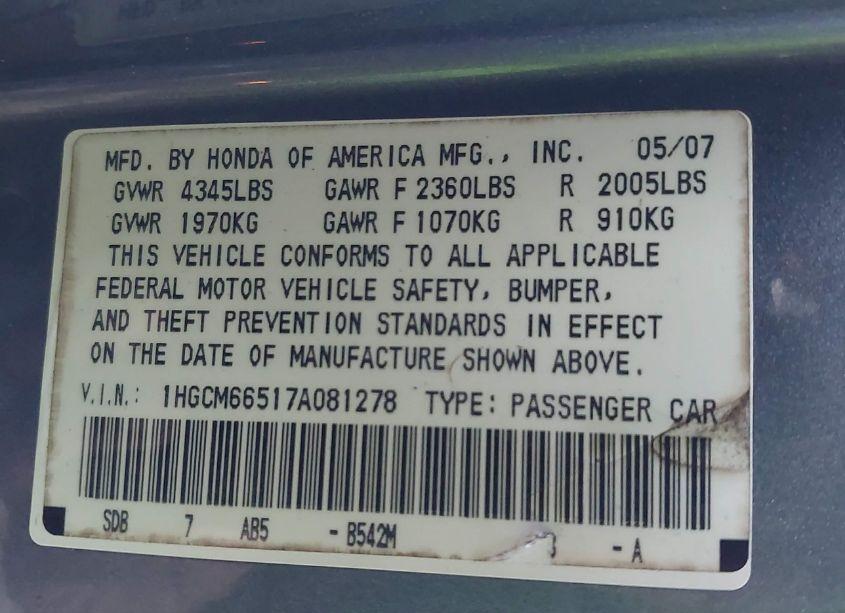 MFD. BY HONDA OF AMERICA MFG., INC. 05/07
GVWR 4345LBS GAWR F 2360LBS R 2005LBS
GVWR 1970KG GAWR F 1070KG R 910KG
THIS VEHICLE CONFORMS TO ALL APPLICABLE
FEDERAL MOTOR VEHICLE SAFETY, BUMPER,
AND THEFT PREVENTION STANDARDS IN EFFECT
ON THE DATE OF MANUFACTURE SHOWN ABOVE.
V.I.N.: 1HGCM66517A081278 TYPE: PASSENGER CAR
SDB 7 AB5 - B542M - A